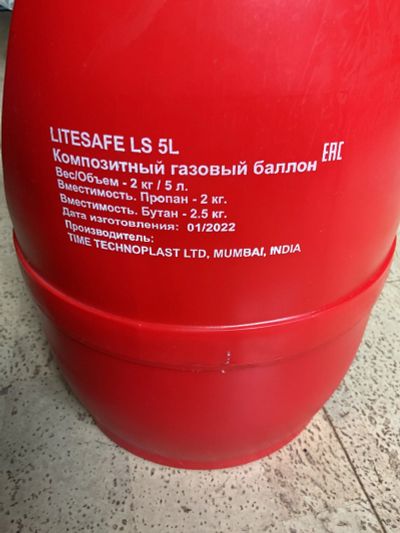 LITESAFE LS 5L
Композитный газовый баллон EAC
Вес/Объем - 2 кг / 5 л.
Вместимость. Пропан - 2 кг.
Вместимость. Бутан - 2.5 кг.
Дата изготовления: 01/2022
Производитель:
TIME TECHNOPLAST LTD, MUMBAI, INDIA